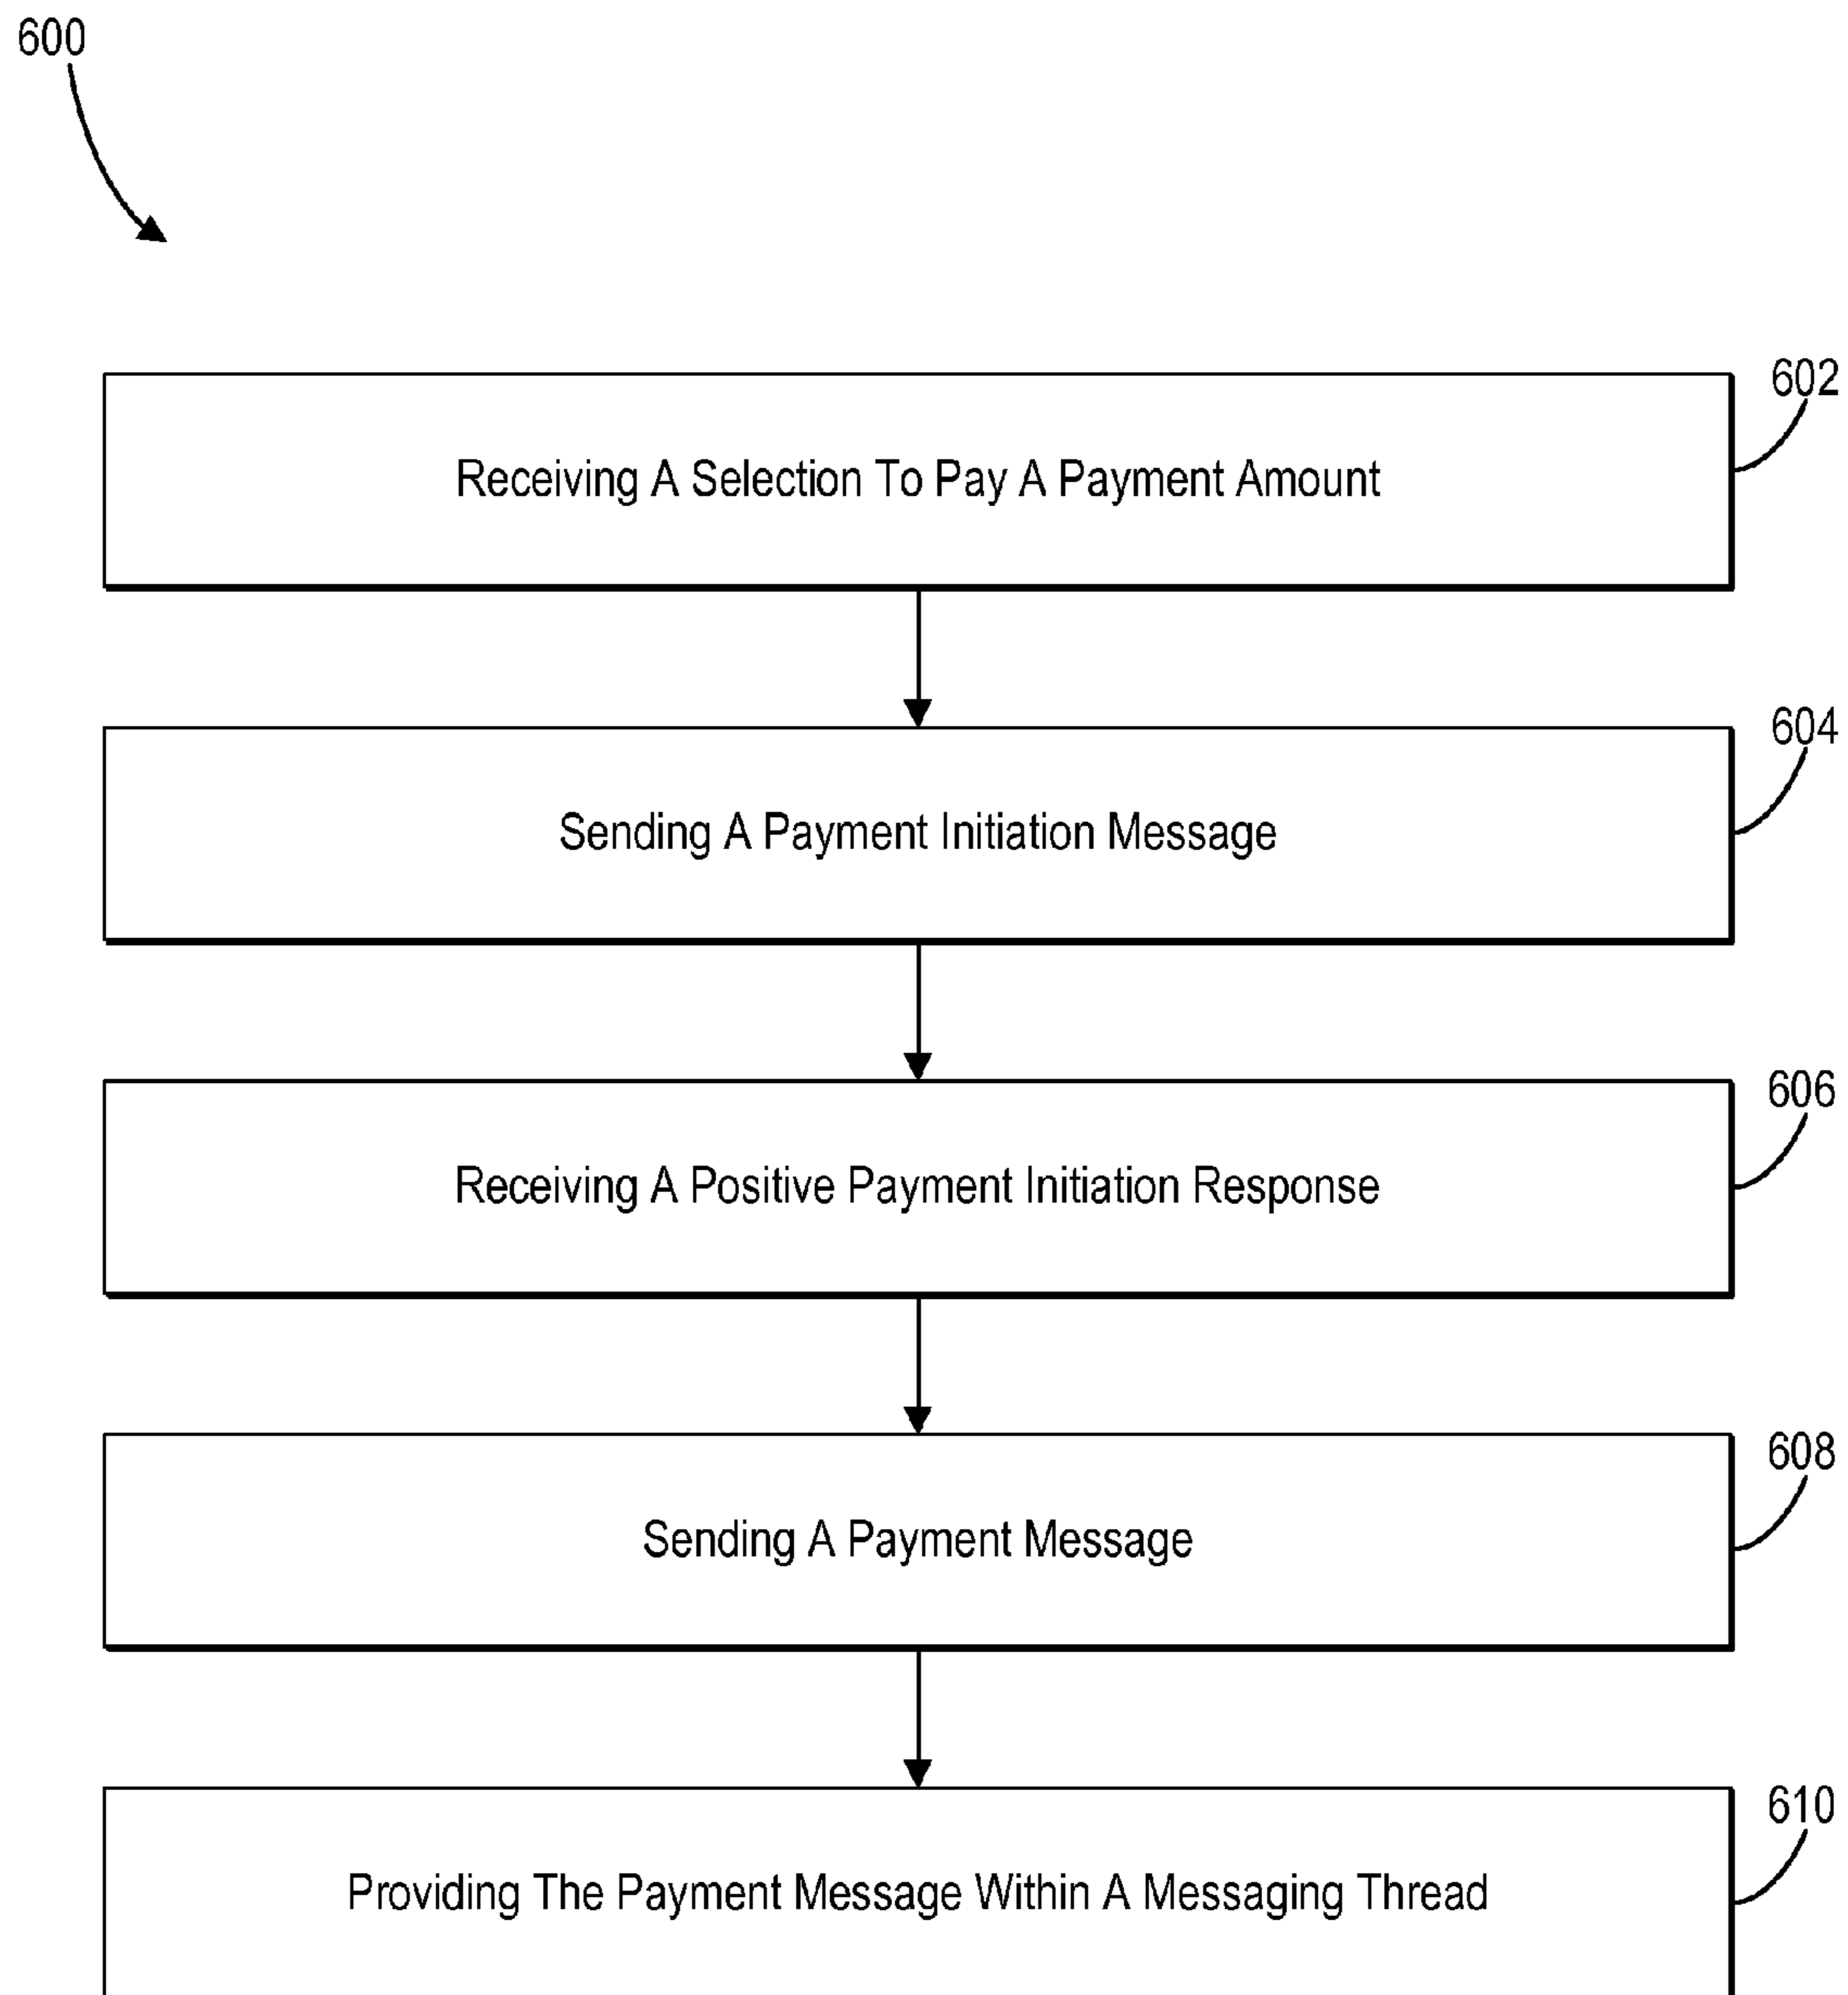 600
602
Receiving A Selection To Pay A Payment Amount
604
Sending A Payment Initiation Message
606
Receiving A Positive Payment Initiation Response
608
Sending A Payment Message
610
Providing The Payment Message Within A Messaging Thread